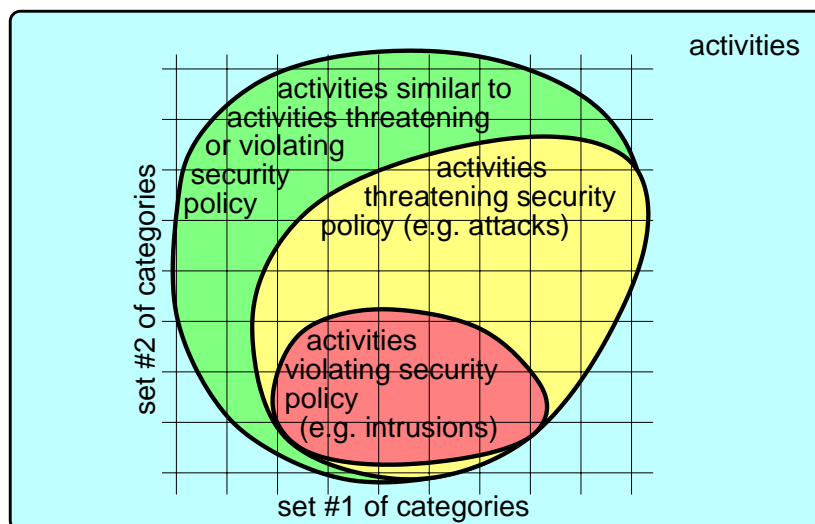 activities
activities similar to
activities threatening
or violating
security
policy
activities
threatening security
policy (e.g. attacks)
activities
violating security
policy
(e.g. intrusions)
set #2 of categories
set #1 of categories